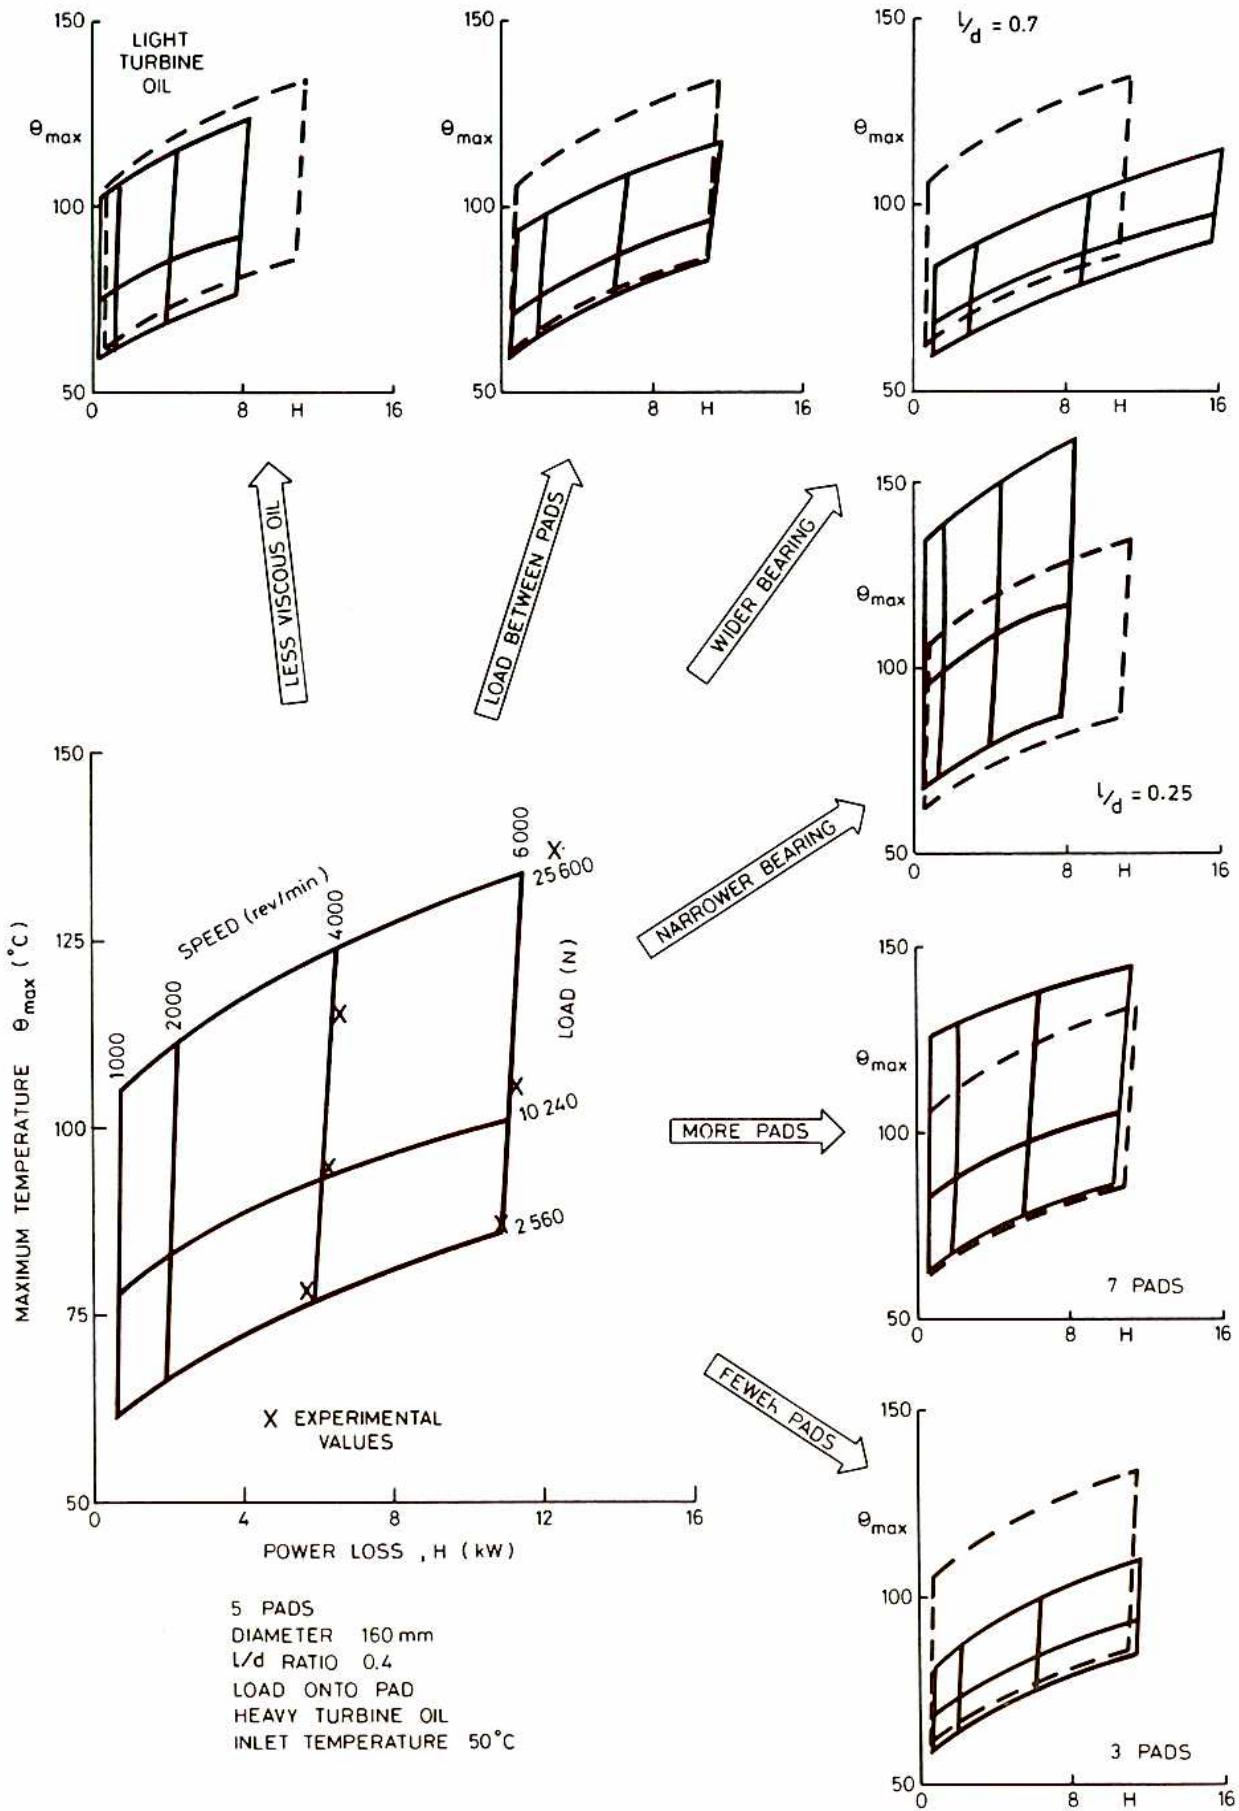 150
LIGHT
TURBINE
OIL
θmax
100
50
0
8
H
16
150
θmax
100
50
8
H
16
150
l/d = 0.7
θmax
100
50
0
8
H
16
LESS VISCOUS OIL
LOAD BETWEEN PADS
WIDER BEARING
NARROWER BEARING
MORE PADS
FEWER PADS
150
θmax
100
l/d = 0.25
50
0
8
H
16
150
125
100
75
50
MAXIMUM TEMPERATURE θmax (°C)
SPEED (rev/min)
1000
2000
4000
6000
X
25 600
LOAD (N)
10 240
2 560
X EXPERIMENTAL
VALUES
0
4
8
12
16
POWER LOSS , H (kW)
5 PADS
DIAMETER 160 mm
l/d RATIO 0.4
LOAD ONTO PAD
HEAVY TURBINE OIL
INLET TEMPERATURE 50°C
150
θmax
100
7 PADS
50
0
8
H
16
150
θmax
100
3 PADS
50
0
8
H
16